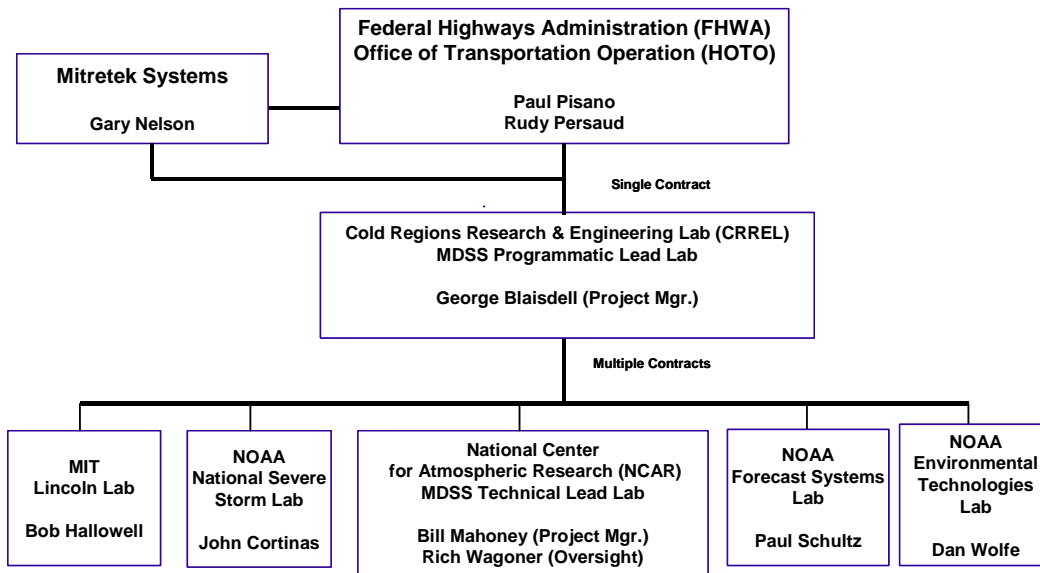 Federal Highways Administration (FHWA)
Office of Transportation Operation (HOTO)
Paul Pisano
Rudy Persaud
Mitretek Systems
Gary Nelson
Single Contract
Cold Regions Research & Engineering Lab (CRREL)
MDSS Programmatic Lead Lab
George Blaisdell (Project Mgr.)
Multiple Contracts
MIT
Lincoln Lab
Bob Hallowell
NOAA
National Severe
Storm Lab
John Cortinas
National Center
for Atmospheric Research (NCAR)
MDSS Technical Lead Lab
Bill Mahoney (Project Mgr.)
Rich Wagoner (Oversight)
NOAA
Forecast Systems
Lab
Paul Schultz
NOAA
Environmental
Technologies
Lab
Dan Wolfe